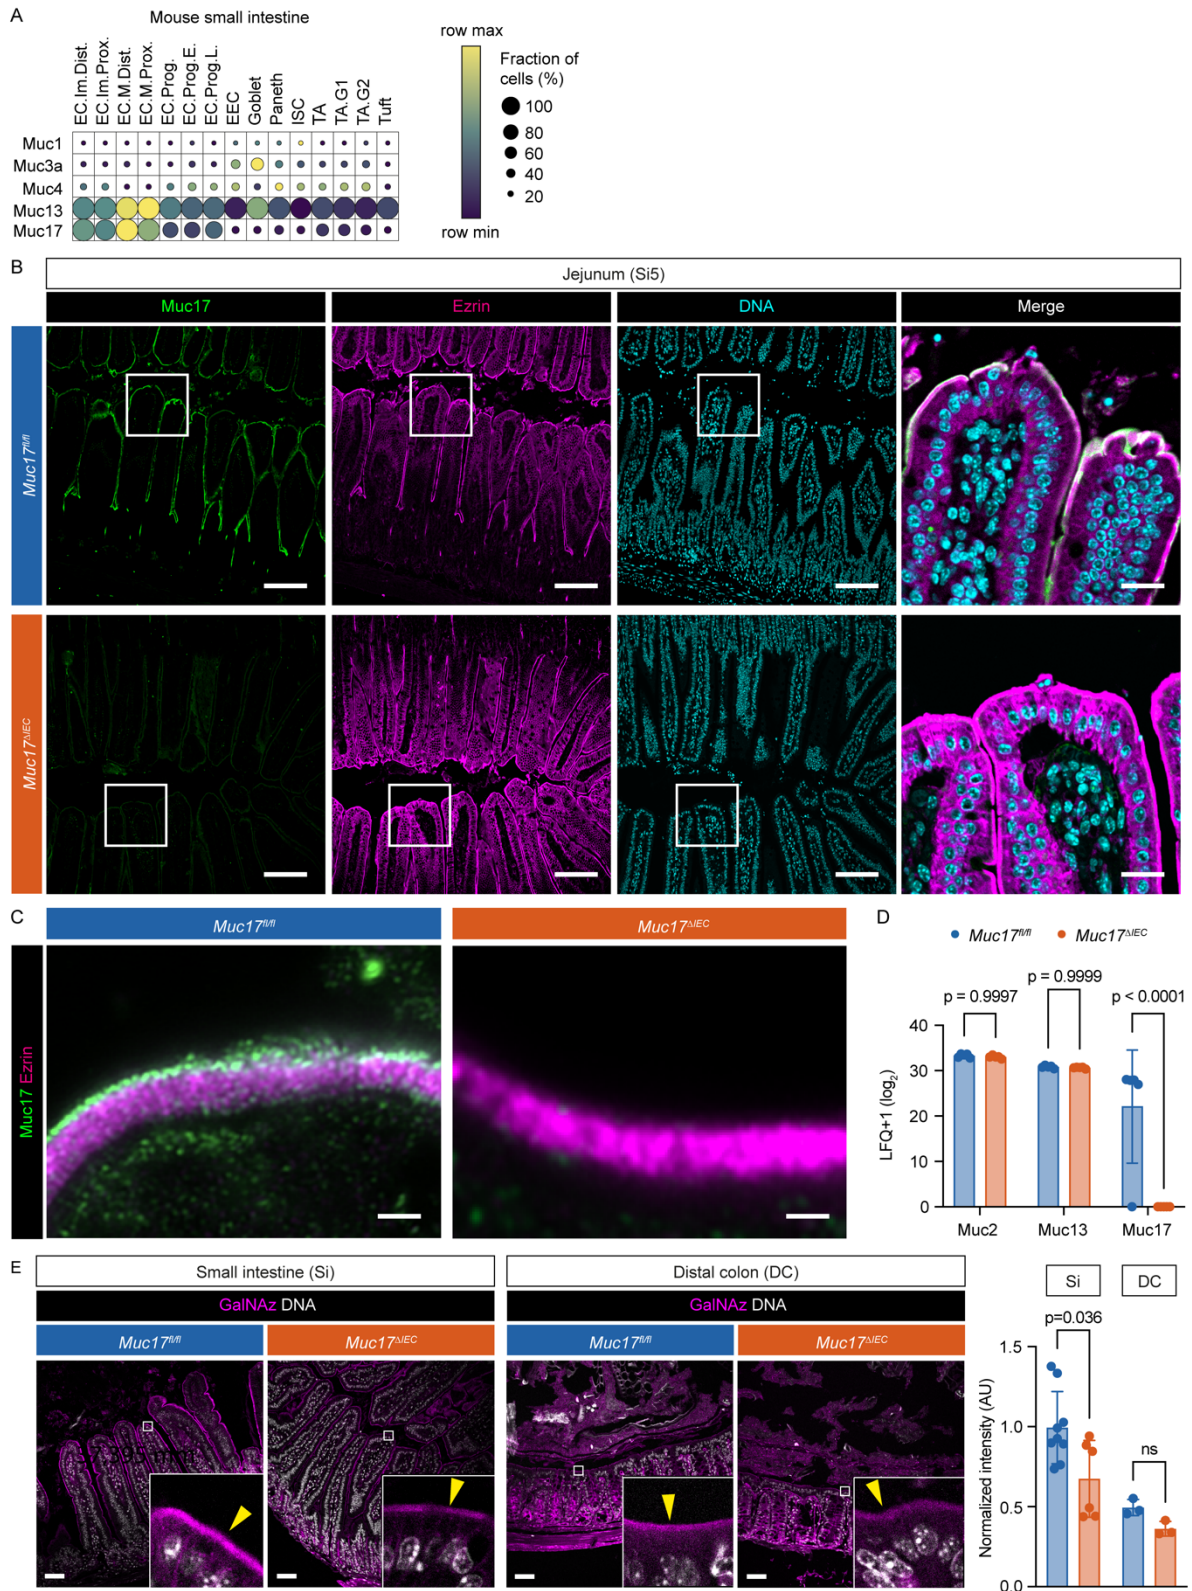 A
Mouse small intestine
EC.Im.Dist.
EC.Im.Prox.
EC.M.Dist.
EC.M.Prox.
EC.Prog.
EC.Prog.E.
EC.Prog.L.
EEC
Goblet
Paneth
ISC
TA
TA.G1
TA.G2
Tuft
Muc1
Muc3a
Muc4
Muc13
Muc17
row max
row min
Fraction of
cells (%)
100
80
60
40
20
B
Jejunum (Si5)
Muc17
Ezrin
DNA
Merge
Muc17fl/fl
Muc17ΔIEC
C
Muc17fl/fl
Muc17ΔIEC
Muc17 Ezrin
D
Muc17fl/fl
Muc17ΔIEC
p = 0.9997
p = 0.9999
p < 0.0001
LFQ+1 (log2)
40
30
20
10
0
Muc2
Muc13
Muc17
E
Small intestine (Si)
Distal colon (DC)
GalNAz DNA
GalNAz DNA
Muc17fl/fl
Muc17ΔIEC
Muc17fl/fl
Muc17ΔIEC
Si
DC
p=0.036
ns
Normalized intensity (AU)
1.5
1.0
0.5
0